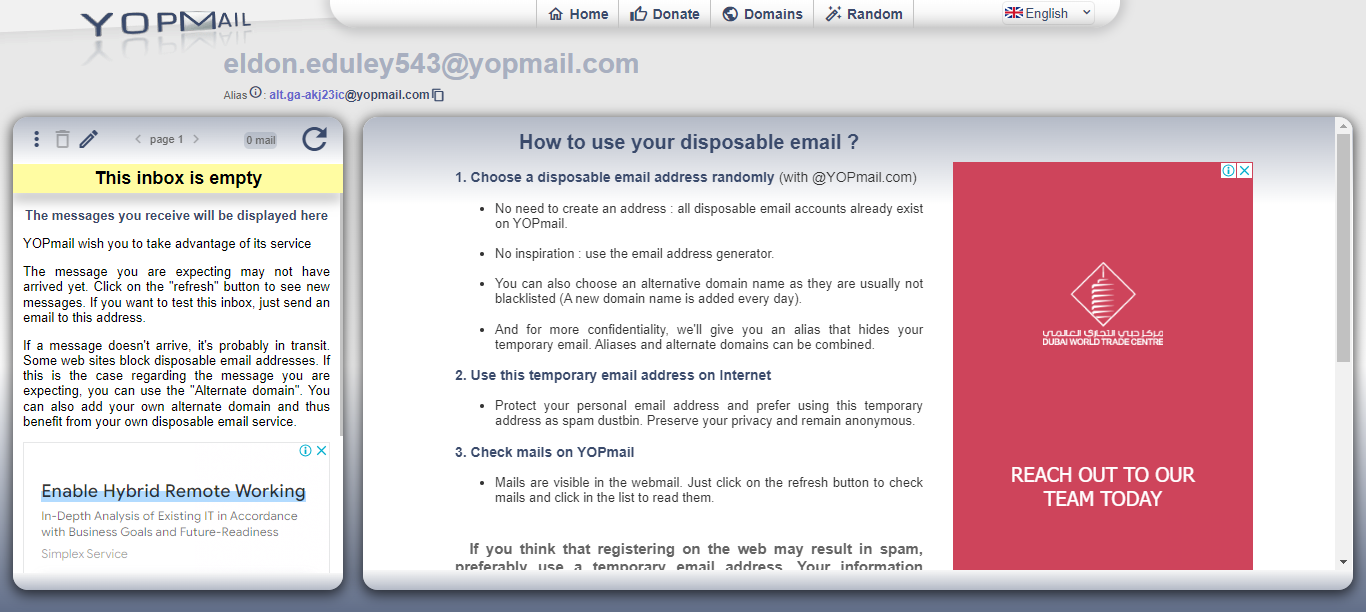 YOPMAIL
Home
Donate
Domains
Random
English
eldon.eduley543@yopmail.com
Alias : alt.ga-akj23ic@yopmail.com
page 1
0 mail
This inbox is empty
The messages you receive will be displayed here
YOPmail wish you to take advantage of its service
The message you are expecting may not have
arrived yet. Click on the "refresh" button to see new
messages. If you want to test this inbox, just send an
email to this address.
If a message doesn't arrive, it's probably in transit.
Some web sites block disposable email addresses. If
this is the case regarding the message you are
expecting, you can use the "Alternate domain". You
can also add your own alternate domain and thus
benefit from your own disposable email service.
Enable Hybrid Remote Working
In-Depth Analysis of Existing IT in Accordance
with Business Goals and Future-Readiness
Simplex Service
How to use your disposable email ?
1. Choose a disposable email address randomly (with @YOPmail.com)
• No need to create an address : all disposable email accounts already exist
on YOPmail.
• No inspiration : use the email address generator.
• You can also choose an alternative domain name as they are usually not
blacklisted (A new domain name is added every day).
• And for more confidentiality, we'll give you an alias that hides your
temporary email. Aliases and alternate domains can be combined.
2. Use this temporary email address on Internet
• Protect your personal email address and prefer using this temporary
address as spam dustbin. Preserve your privacy and remain anonymous.
3. Check mails on YOPmail
• Mails are visible in the webmail. Just click on the refresh button to check
mails and click in the list to read them.
If you think that registering on the web may result in spam,
preferably use a temporary email address. Your information
مركز دبي التجاري العالمي
DUBAI WORLD TRADE CENTRE
REACH OUT TO OUR
TEAM TODAY